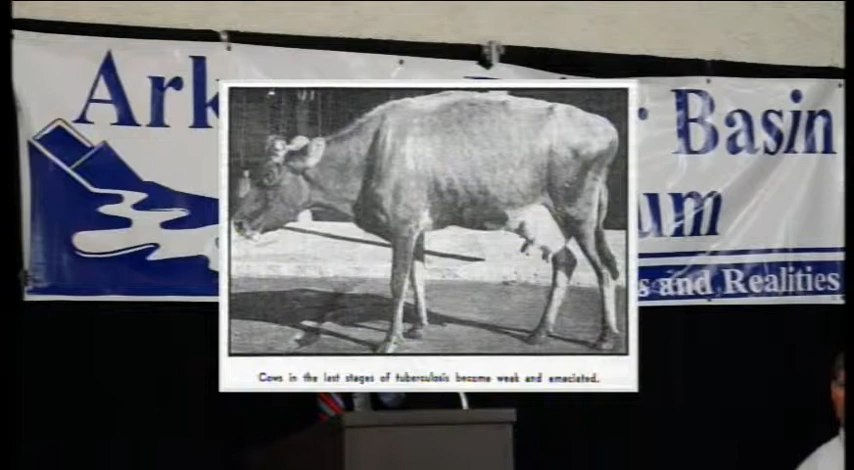 Ark
Basin
um
s and Realities
Cows in the last stages of tuberculosis become weak and emaciated.